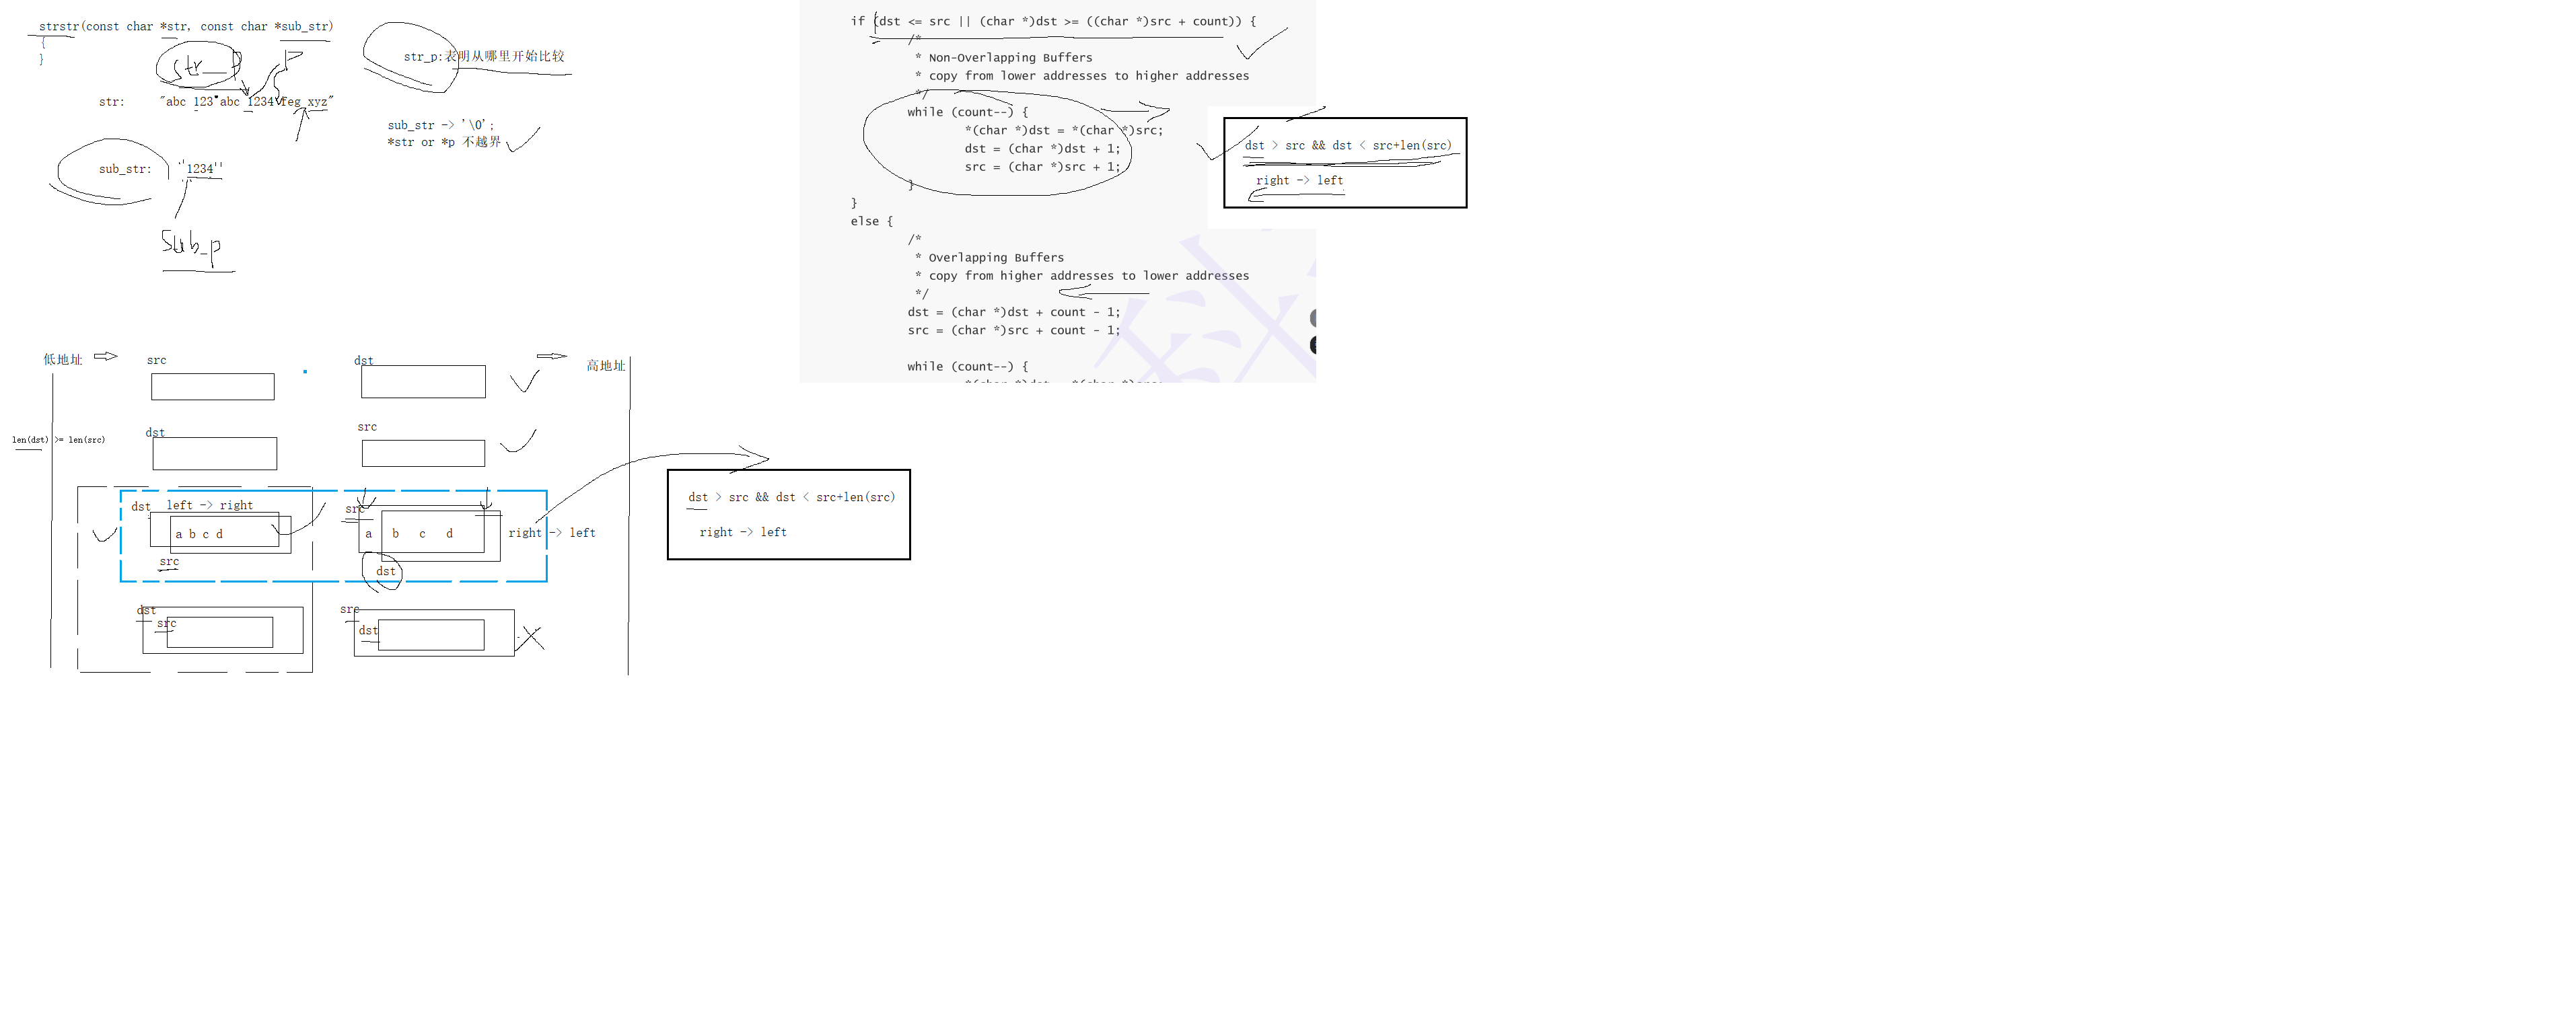 strstr(const char *str, const char *sub_str)
{
}
str_p
p
str_p:表明从哪里开始比较
str: "abc 123*abc 1234 feg xyz"
sub_str -> '\0';
*str or *p 不越界
sub_str: "1234"
sub_p
if (dst <= src || (char *)dst >= ((char *)src + count)) {
/*
* Non-Overlapping Buffers
* copy from lower addresses to higher addresses
*/
while (count--) {
*(char *)dst = *(char *)src;
dst = (char *)dst + 1;
src = (char *)src + 1;
}
}
else {
/*
* Overlapping Buffers
* copy from higher addresses to lower addresses
*/
dst = (char *)dst + count - 1;
src = (char *)src + count - 1;
while (count--) {
*(char *)dst = *(char *)src;
dst > src && dst < src+len(src)
right -> left
低地址
src
dst
高地址
dst
src
len(dst) >= len(src)
dst left -> right
a b c d
src
src
a b c d
dst
right -> left
dst > src && dst < src+len(src)
right -> left
dst
src
src
dst